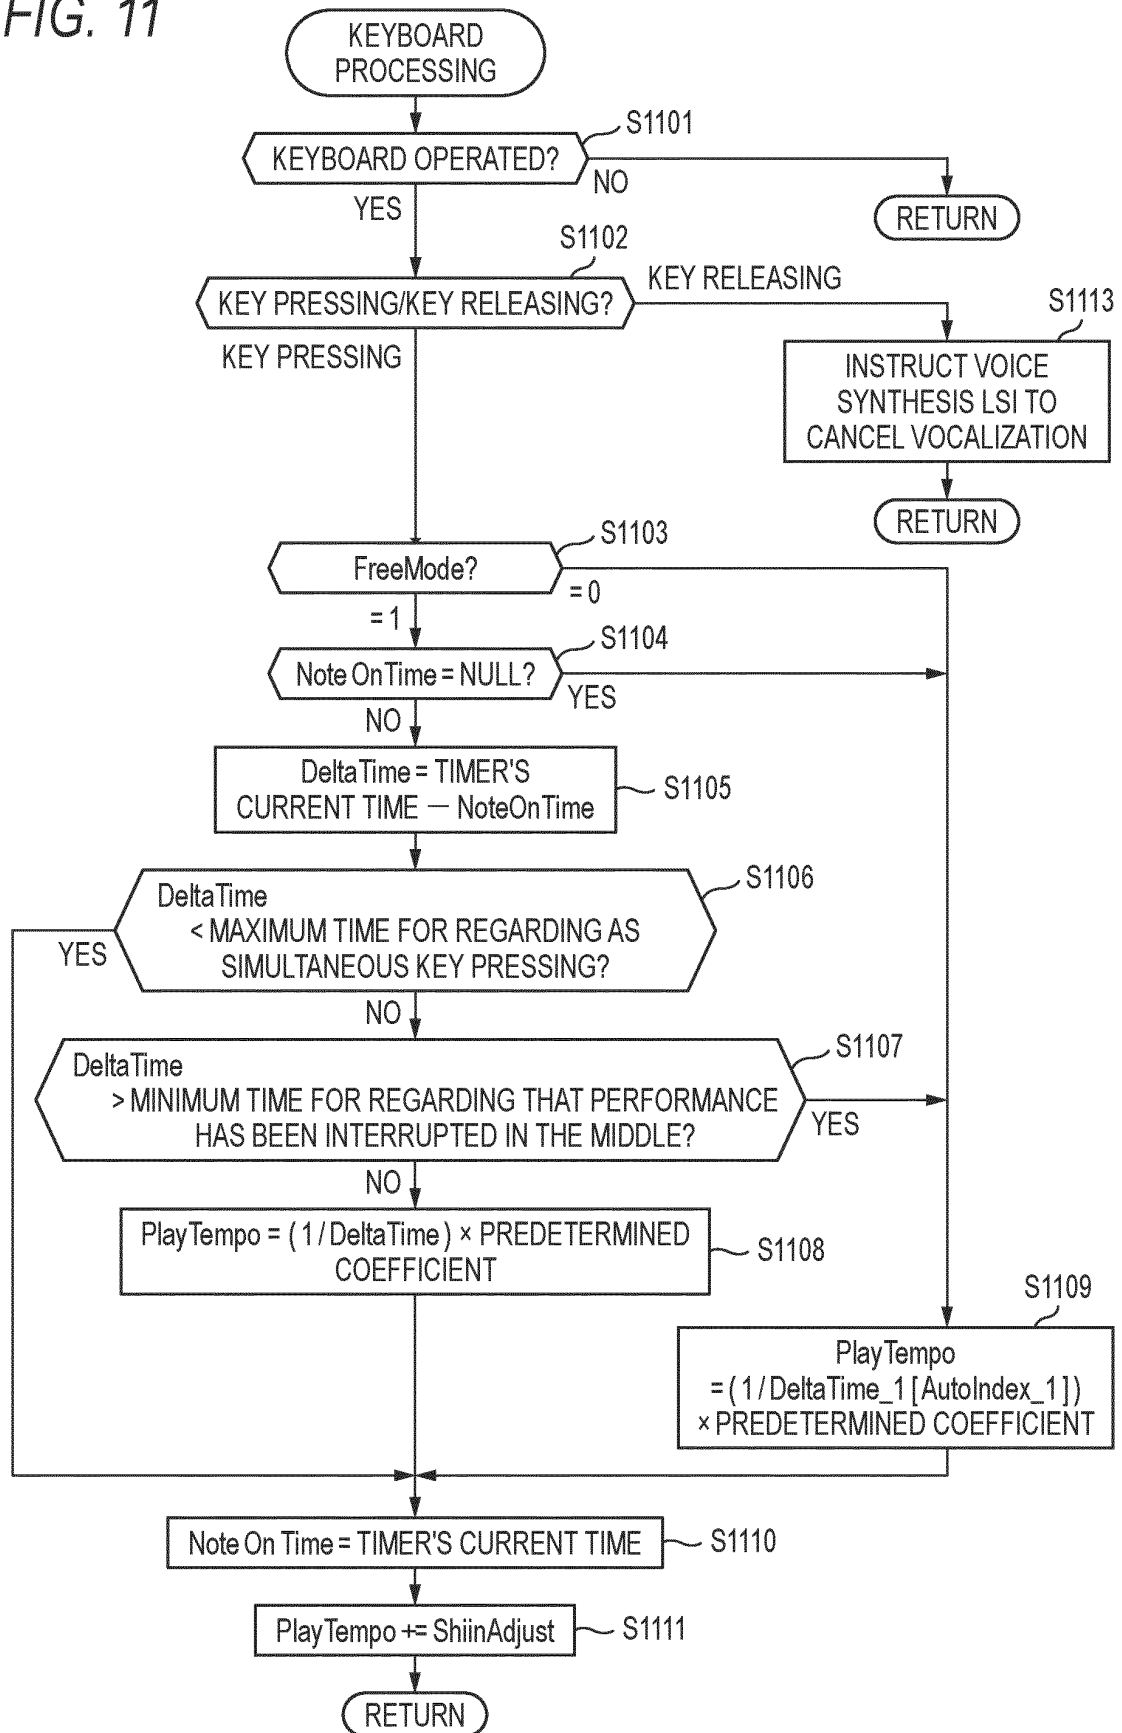 FIG. 11
KEYBOARD
PROCESSING
S1101
KEYBOARD OPERATED?
NO
YES
RETURN
S1102
KEY PRESSING/KEY RELEASING?
KEY RELEASING
KEY PRESSING
S1113
INSTRUCT VOICE
SYNTHESIS LSI TO
CANCEL VOCALIZATION
RETURN
S1103
FreeMode?
= 0
= 1
S1104
Note OnTime = NULL?
YES
NO
DeltaTime = TIMER'S
CURRENT TIME — NoteOnTime
S1105
S1106
DeltaTime
< MAXIMUM TIME FOR REGARDING AS
SIMULTANEOUS KEY PRESSING?
YES
NO
S1107
DeltaTime
> MINIMUM TIME FOR REGARDING THAT PERFORMANCE
HAS BEEN INTERRUPTED IN THE MIDDLE?
YES
NO
PlayTempo = ( 1 / DeltaTime ) × PREDETERMINED
COEFFICIENT
S1108
S1109
PlayTempo
= ( 1 / DeltaTime_1 [ AutoIndex_1 ] )
× PREDETERMINED COEFFICIENT
Note On Time = TIMER'S CURRENT TIME
S1110
PlayTempo += ShiinAdjust
S1111
RETURN